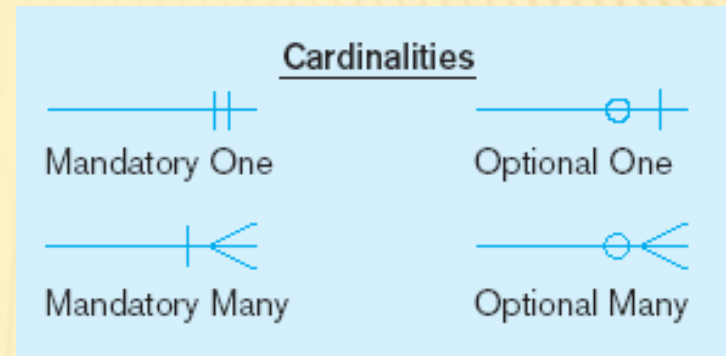 Cardinalities
Mandatory One
Optional One
Mandatory Many
Optional Many